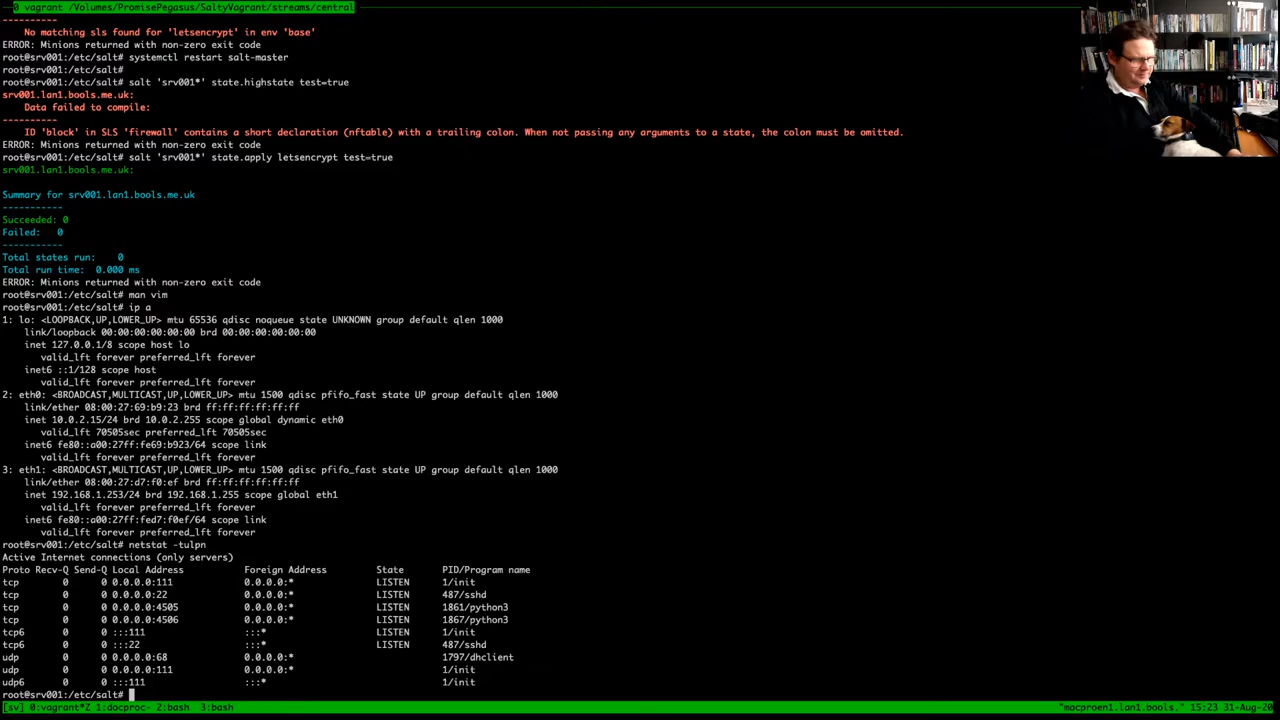 0 vagrant /Volumes/PromisePegasus/SaltyVagrant/streams/central
----------
No matching sls found for 'letsencrypt' in env 'base'
ERROR: Minions returned with non-zero exit code
root@srv001:/etc/salt# systemctl restart salt-master
root@srv001:/etc/salt#
root@srv001:/etc/salt# salt 'srv001*' state.highstate test=true
srv001.lan1.bools.me.uk:
Data failed to compile:
----------
ID 'block' in SLS 'firewall' contains a short declaration (nftable) with a trailing colon. When not passing any arguments to a state, the colon must be omitted.
ERROR: Minions returned with non-zero exit code
root@srv001:/etc/salt# salt 'srv001*' state.apply letsencrypt test=true
srv001.lan1.bools.me.uk:
Summary for srv001.lan1.bools.me.uk
-----------
Succeeded: 0
Failed: 0
-----------
Total states run: 0
Total run time: 0.000 ms
ERROR: Minions returned with non-zero exit code
root@srv001:/etc/salt# man vim
root@srv001:/etc/salt# ip a
1: lo: <LOOPBACK,UP,LOWER_UP> mtu 65536 qdisc noqueue state UNKNOWN group default qlen 1000
link/loopback 00:00:00:00:00:00 brd 00:00:00:00:00:00
inet 127.0.0.1/8 scope host lo
valid_lft forever preferred_lft forever
inet6 ::1/128 scope host
valid_lft forever preferred_lft forever
2: eth0: <BROADCAST,MULTICAST,UP,LOWER_UP> mtu 1500 qdisc pfifo_fast state UP group default qlen 1000
link/ether 08:00:27:69:b9:23 brd ff:ff:ff:ff:ff:ff
inet 10.0.2.15/24 brd 10.0.2.255 scope global dynamic eth0
valid_lft 70505sec preferred_lft 70505sec
inet6 fe80::a00:27ff:fe69:b923/64 scope link
valid_lft forever preferred_lft forever
3: eth1: <BROADCAST,MULTICAST,UP,LOWER_UP> mtu 1500 qdisc pfifo_fast state UP group default qlen 1000
link/ether 08:00:27:d7:f0:ef brd ff:ff:ff:ff:ff:ff
inet 192.168.1.253/24 brd 192.168.1.255 scope global eth1
valid_lft forever preferred_lft forever
inet6 fe80::a00:27ff:fed7:f0ef/64 scope link
valid_lft forever preferred_lft forever
root@srv001:/etc/salt# netstat -tulpn
Active Internet connections (only servers)
Proto Recv-Q Send-Q Local Address Foreign Address State PID/Program name
tcp 0 0 0.0.0.0:111 0.0.0.0:* LISTEN 1/init
tcp 0 0 0.0.0.0:22 0.0.0.0:* LISTEN 487/sshd
tcp 0 0 0.0.0.0:4505 0.0.0.0:* LISTEN 1861/python3
tcp 0 0 0.0.0.0:4506 0.0.0.0:* LISTEN 1867/python3
tcp6 0 0 :::111 :::* LISTEN 1/init
tcp6 0 0 :::22 :::* LISTEN 487/sshd
udp 0 0 0.0.0.0:68 0.0.0.0:* 1797/dhclient
udp 0 0 0.0.0.0:111 0.0.0.0:* 1/init
udp6 0 0 :::111 :::* 1/init
root@srv001:/etc/salt#
[sv] 0:vagrant*Z 1:docproc- 2:bash 3:bash "macproen1.lan1.bools." 15:23 31-Aug-20